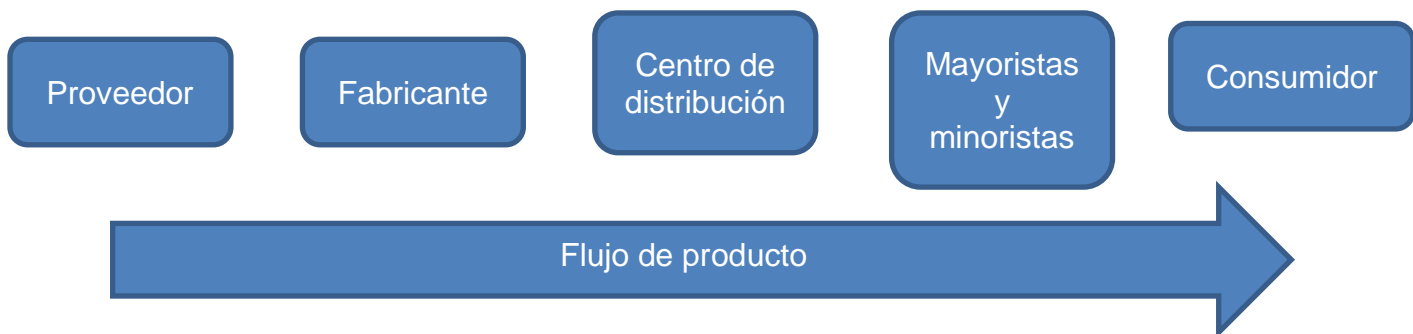 Proveedor
Fabricante
Centro de
distribución
Mayoristas
y
minoristas
Consumidor
Flujo de producto